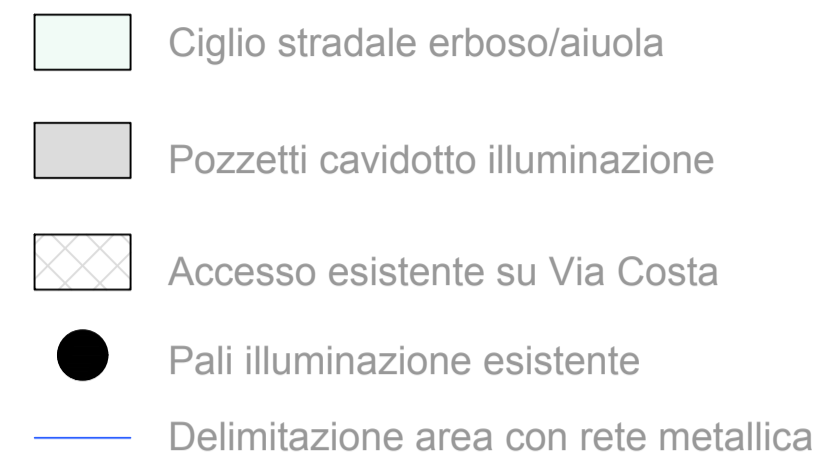 Ciglio stradale erboso/aiuola
Pozzetti cavidotto illuminazione
Accesso esistente su Via Costa
Pali illuminazione esistente
Delimitazione area con rete metallica